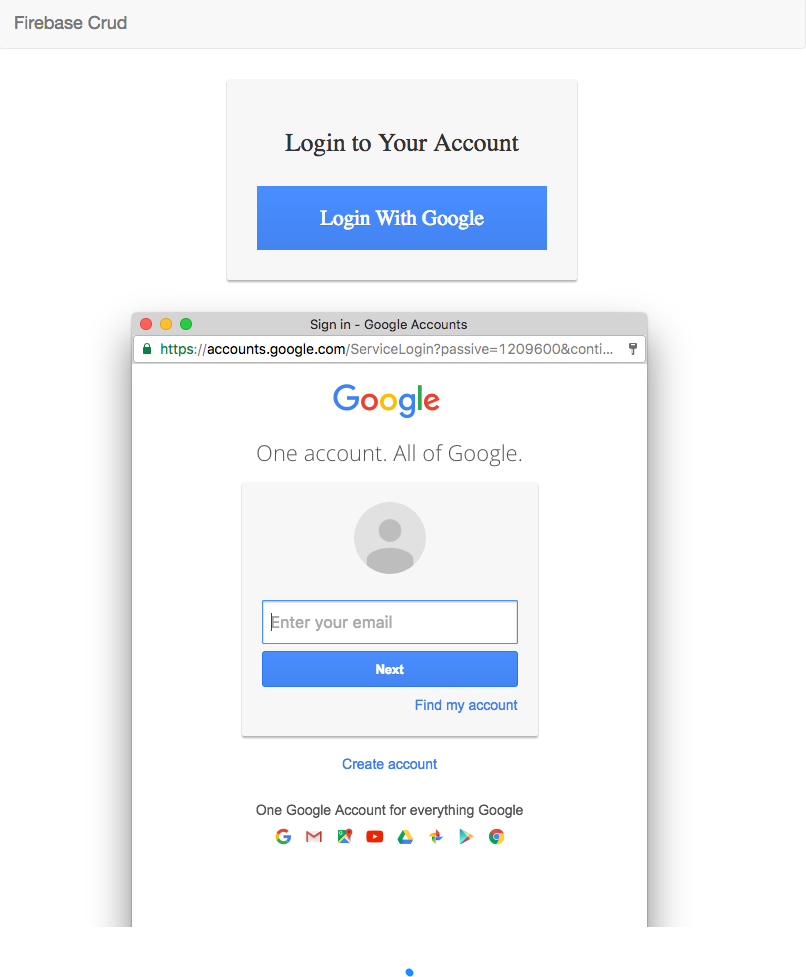 Firebase Crud
Login to Your Account
Login With Google
Sign in - Google Accounts
https://accounts.google.com/ServiceLogin?passive=1209600&conti...
Google
One account. All of Google.
Enter your email
Next
Find my account
Create account
One Google Account for everything Google